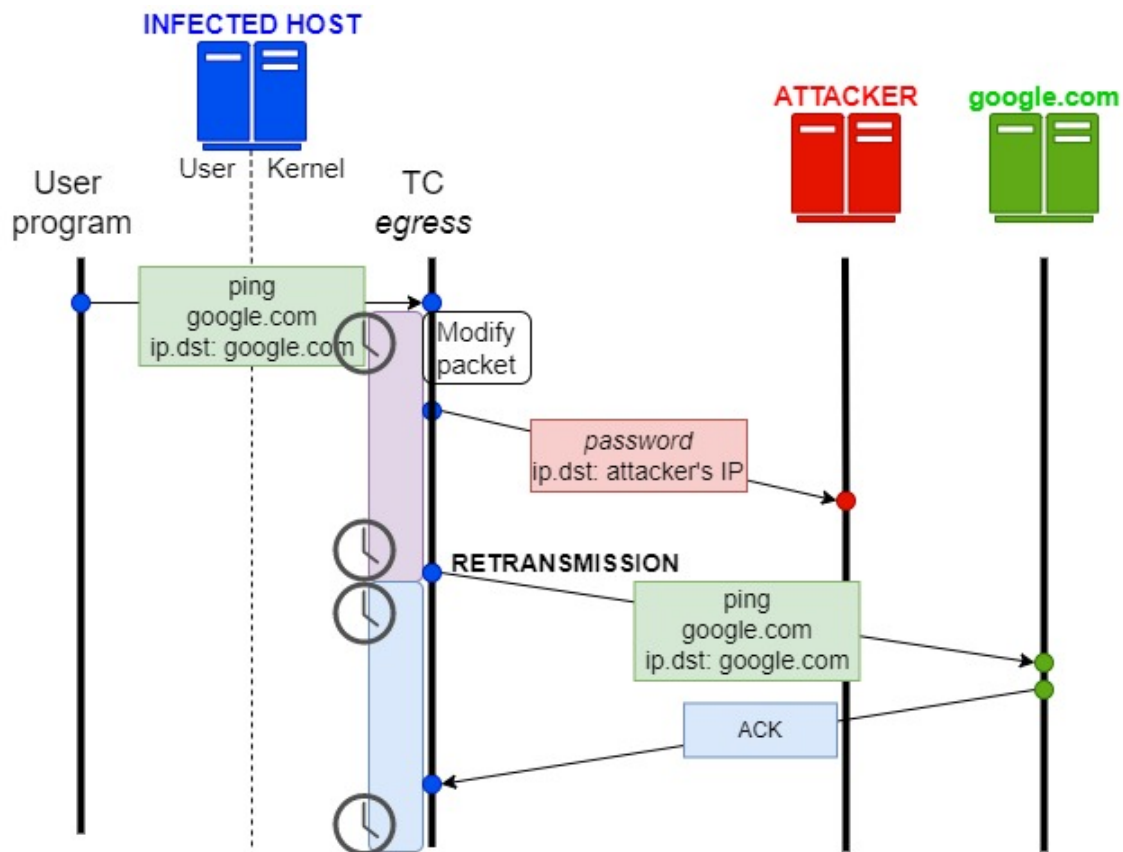 INFECTED HOST
ATTACKER
google.com
User
Kernel
User
program
TC
egress
ping
google.com
ip.dst: google.com
Modify
packet
password
ip.dst: attacker's IP
RETRANSMISSION
ping
google.com
ip.dst: google.com
ACK